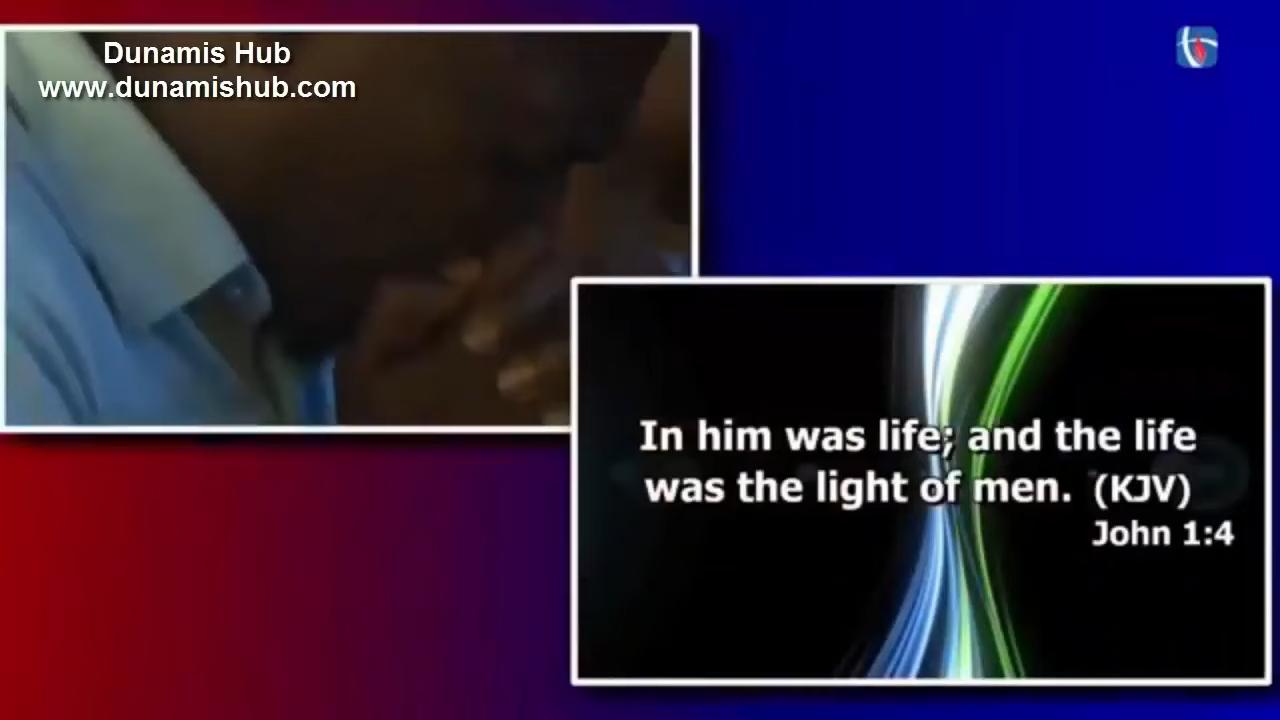 Dunamis Hub
www.dunamishub.com
In him was life; and the life
was the light of men. (KJV)
John 1:4